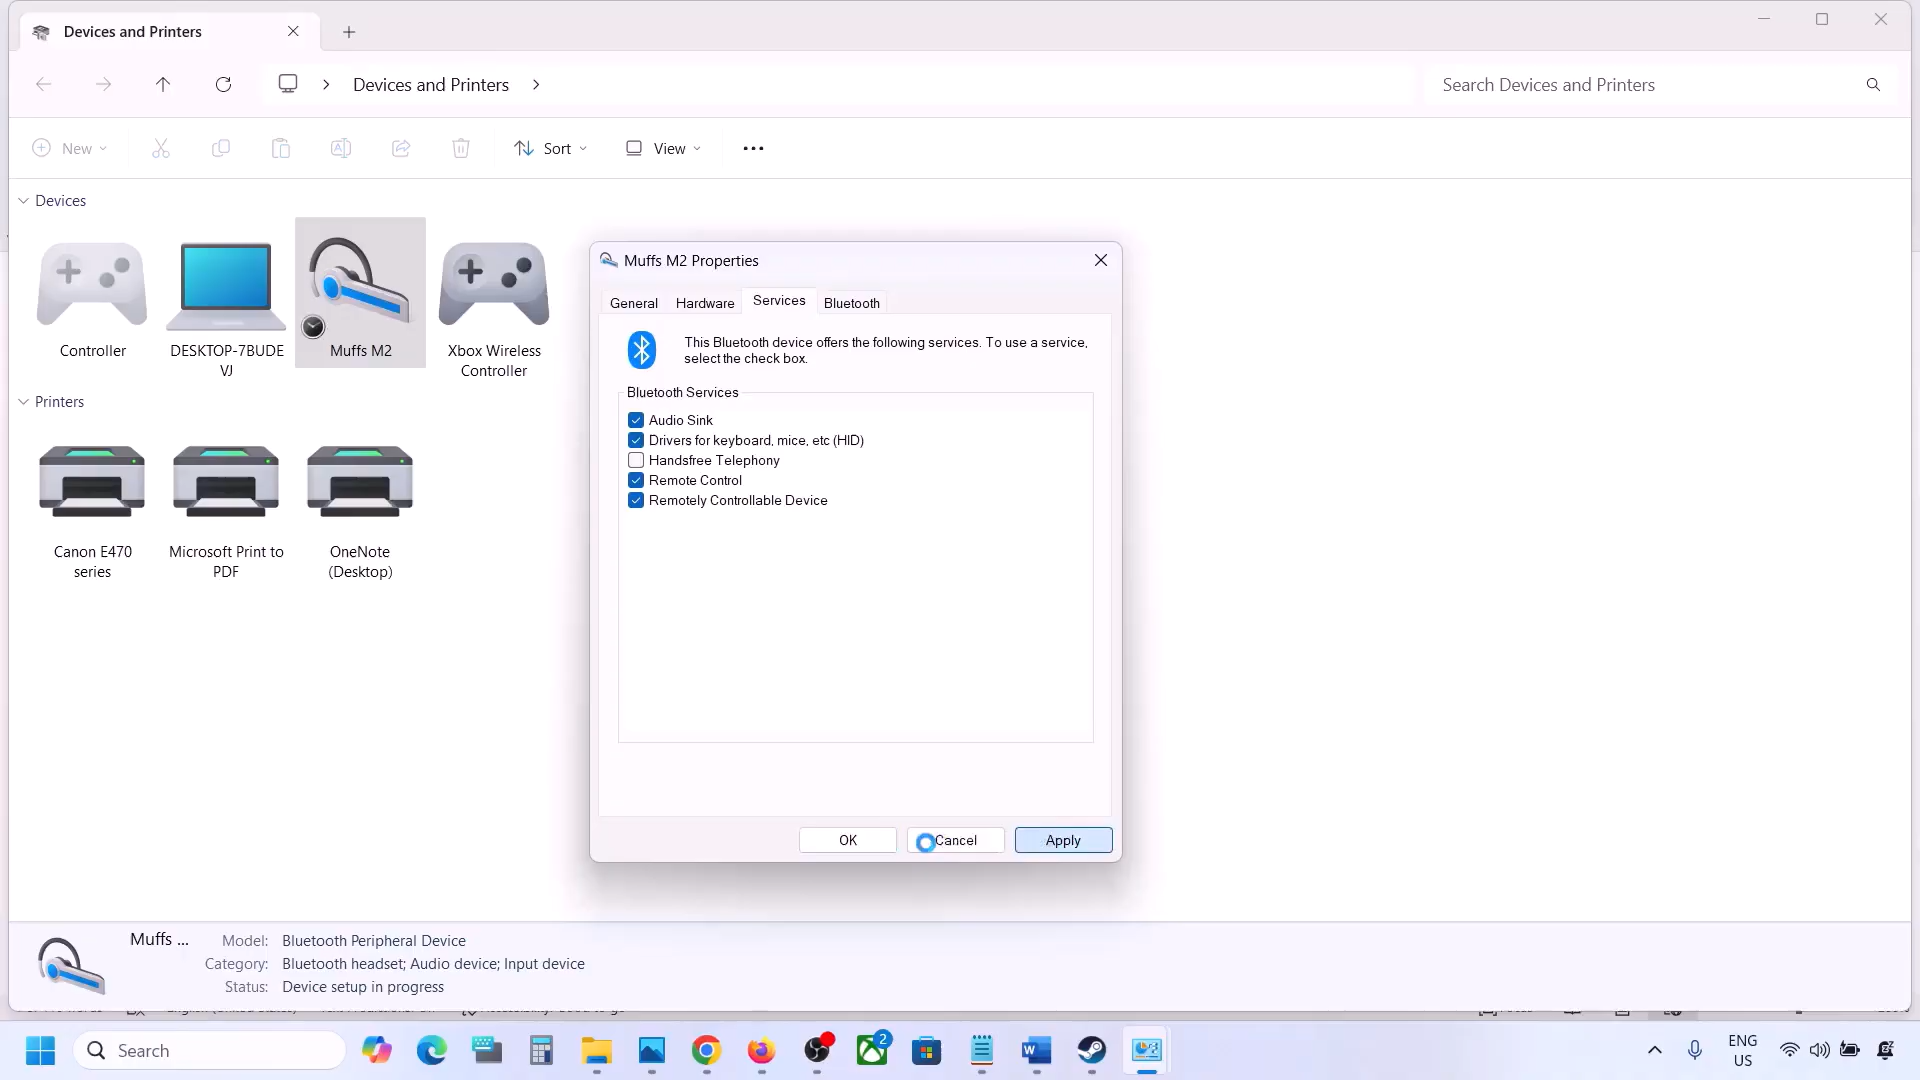 Devices and Printers
Devices and Printers
Search Devices and Printers
New
Sort
View
Devices
Controller
DESKTOP-7BUDE
VJ
Muffs M2
Xbox Wireless
Controller
Printers
Canon E470
series
Microsoft Print to
PDF
OneNote
(Desktop)
Muffs M2 Properties
General
Hardware
Services
Bluetooth
This Bluetooth device offers the following services. To use a service,
select the check box.
Bluetooth Services
Audio Sink
Drivers for keyboard, mice, etc (HID)
Handsfree Telephony
Remote Control
Remotely Controllable Device
OK
Cancel
Apply
Muffs ...
Model: Bluetooth Peripheral Device
Category: Bluetooth headset; Audio device; Input device
Status: Device setup in progress
Search
2
ENG
US